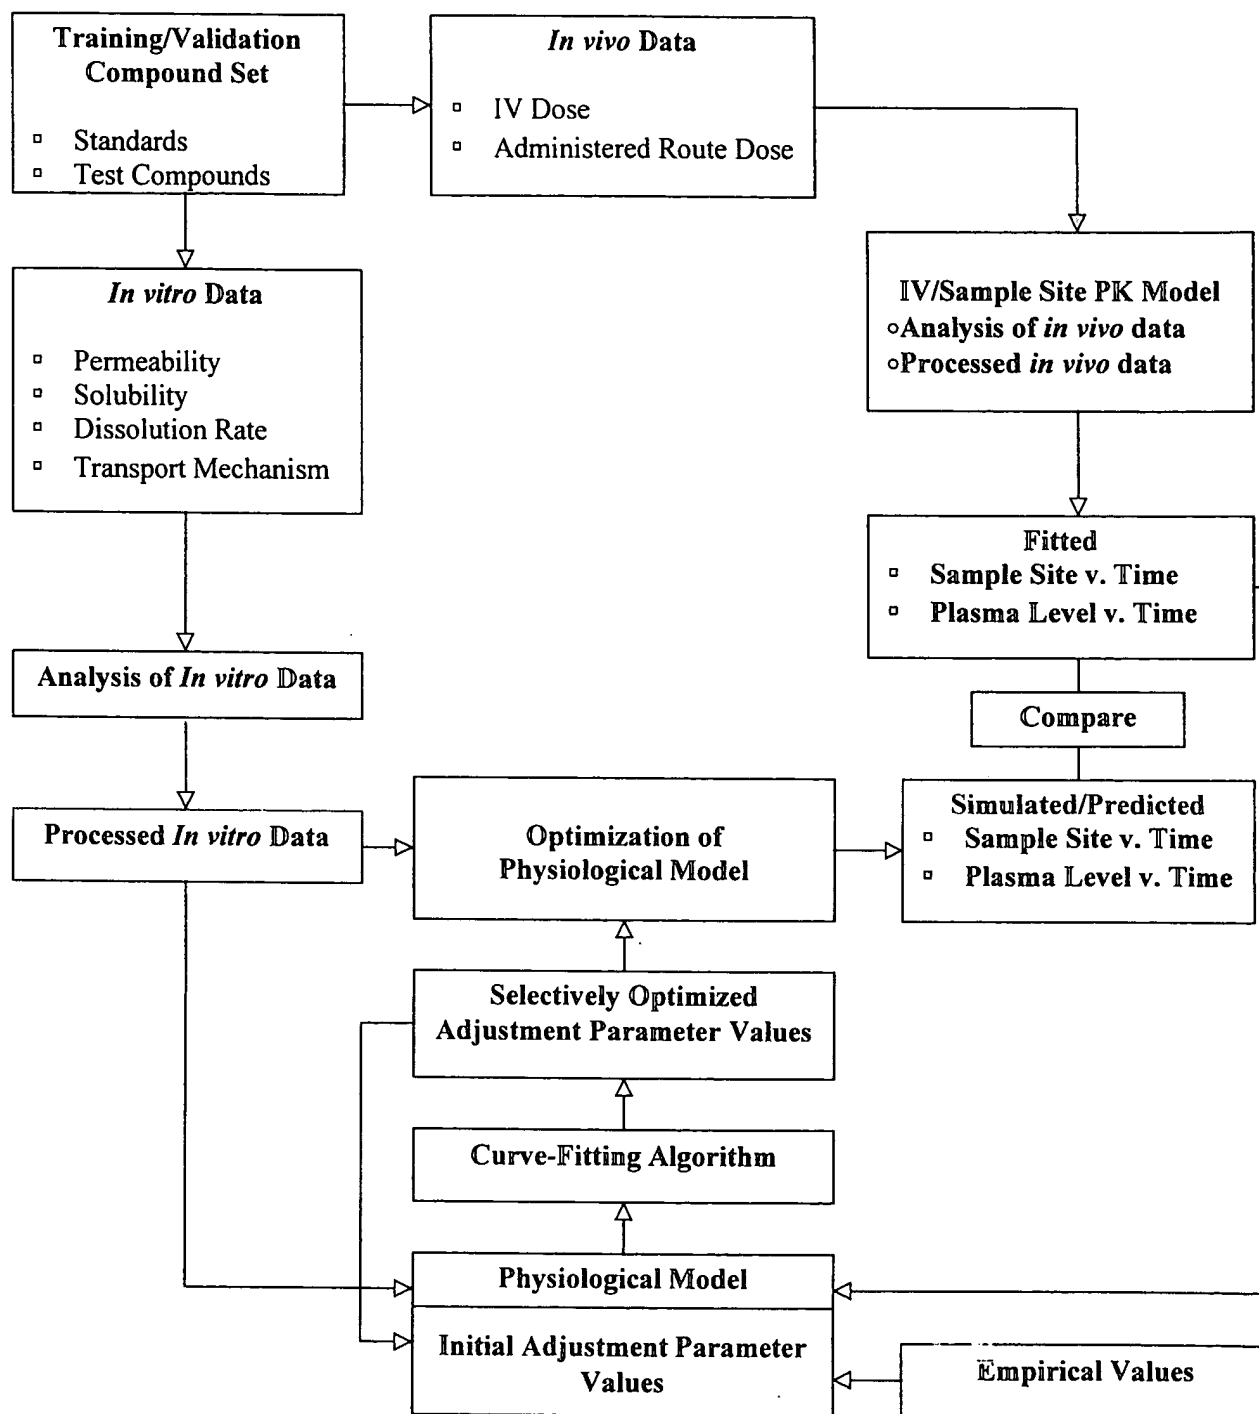 Training/Validation
Compound Set
Standards
Test Compounds
In vivo Data
IV Dose
Administered Route Dose
In vitro Data
Permeability
Solubility
Dissolution Rate
Transport Mechanism
IV/Sample Site PK Model
Analysis of in vivo data
Processed in vivo data
Fitted
Sample Site v. Time
Plasma Level v. Time
Analysis of In vitro Data
Compare
Processed In vitro Data
Optimization of
Physiological Model
Simulated/Predicted
Sample Site v. Time
Plasma Level v. Time
Selectively Optimized
Adjustment Parameter Values
Curve-Fitting Algorithm
Physiological Model
Initial Adjustment Parameter
Values
Empirical Values